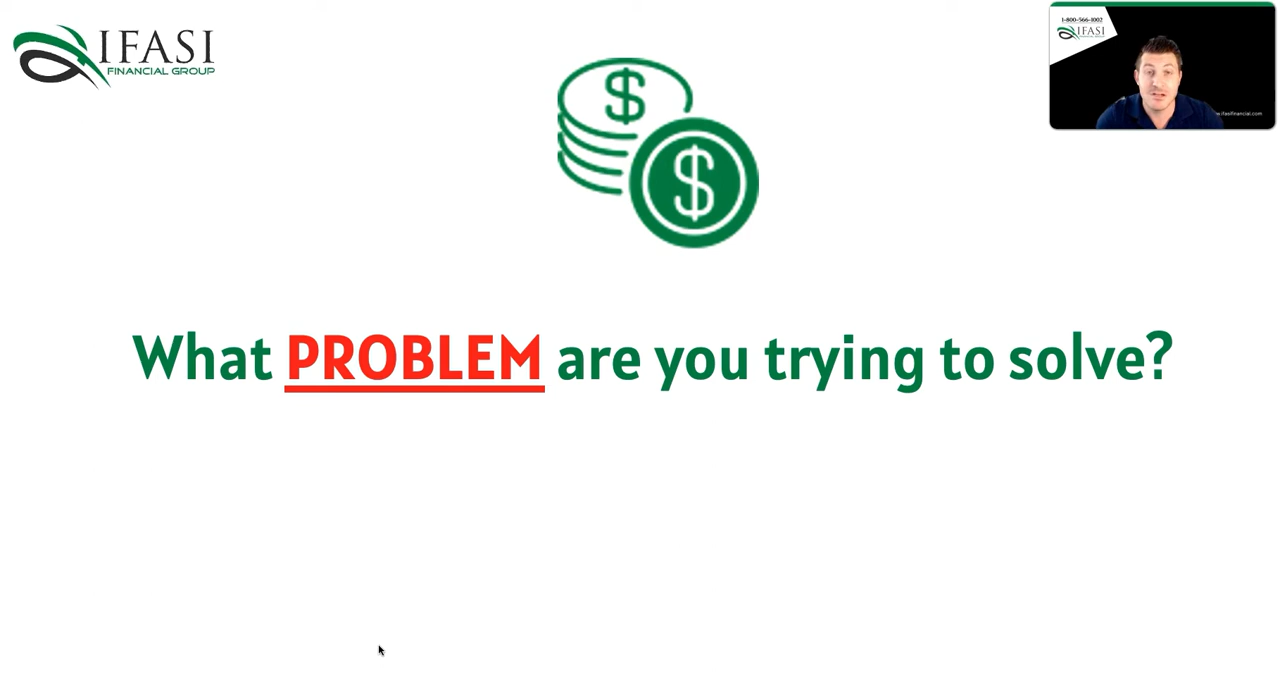 IFASI
FINANCIAL GROUP
1-800-566-1002
IFASI
What PROBLEM are you trying to solve?